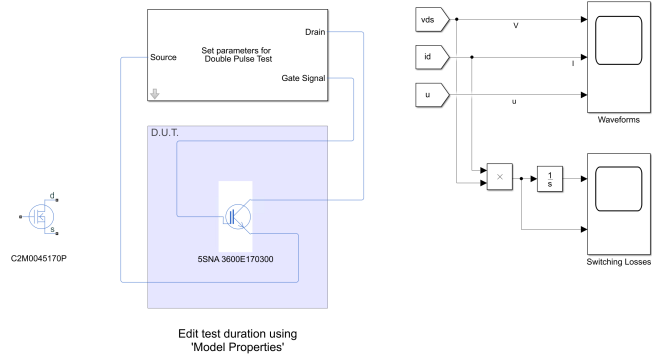 Drain
Source
Set parameters for
Double Pulse Test
Gate Signal
D.U.T.
5SNA 3600E170300
d
s
C2M0045170P
Edit test duration using
'Model Properties'
vds
V
id
I
u
u
Waveforms
×
1
s
Switching Losses